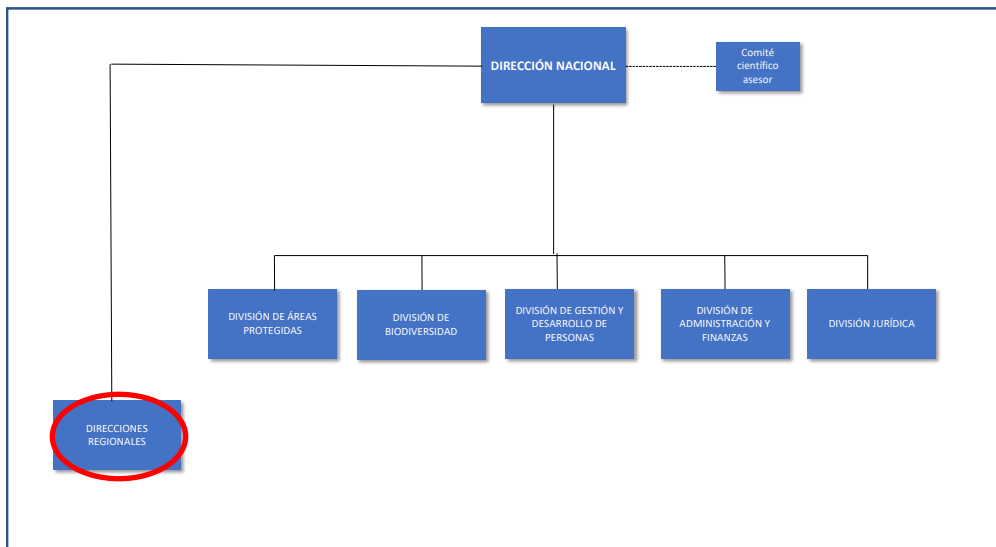 DIRECCIÓN NACIONAL
Comité
científico
asesor
DIVISIÓN DE ÁREAS
PROTEGIDAS
DIVISIÓN DE
BIODIVERSIDAD
DIVISIÓN DE GESTIÓN Y
DESARROLLO DE
PERSONAS
DIVISIÓN DE
ADMINISTRACIÓN Y
FINANZAS
DIVISIÓN JURÍDICA
DIRECCIONES
REGIONALES